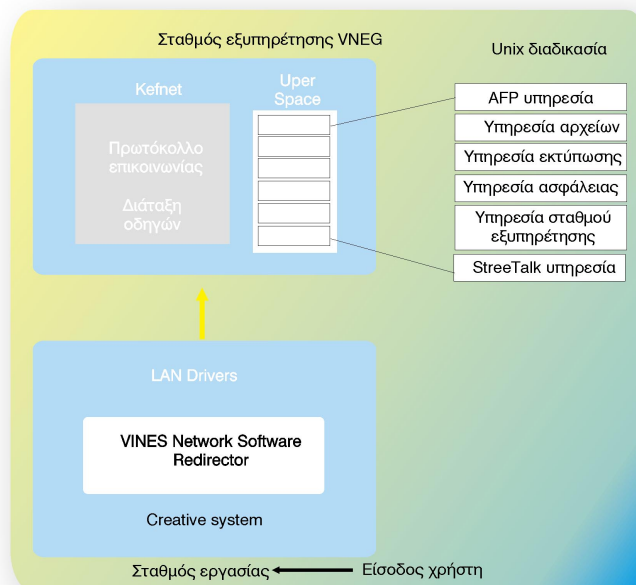 Σταθμός εξυπηρέτησης VNEG
Unix διαδικασία
Kefnet
Uper
Space
Πρωτόκολλο
επικοινωνίας
Διάταξη
οδηγών
AFP υπηρεσία
Υπηρεσία αρχείων
Υπηρεσία εκτύπωσης
Υπηρεσία ασφάλειας
Υπηρεσία σταθμού
εξυπηρέτησης
StreeTalk υπηρεσία
LAN Drivers
VINES Network Software
Redirector
Creative system
Σταθμός εργασίας
Είσοδος χρήστη